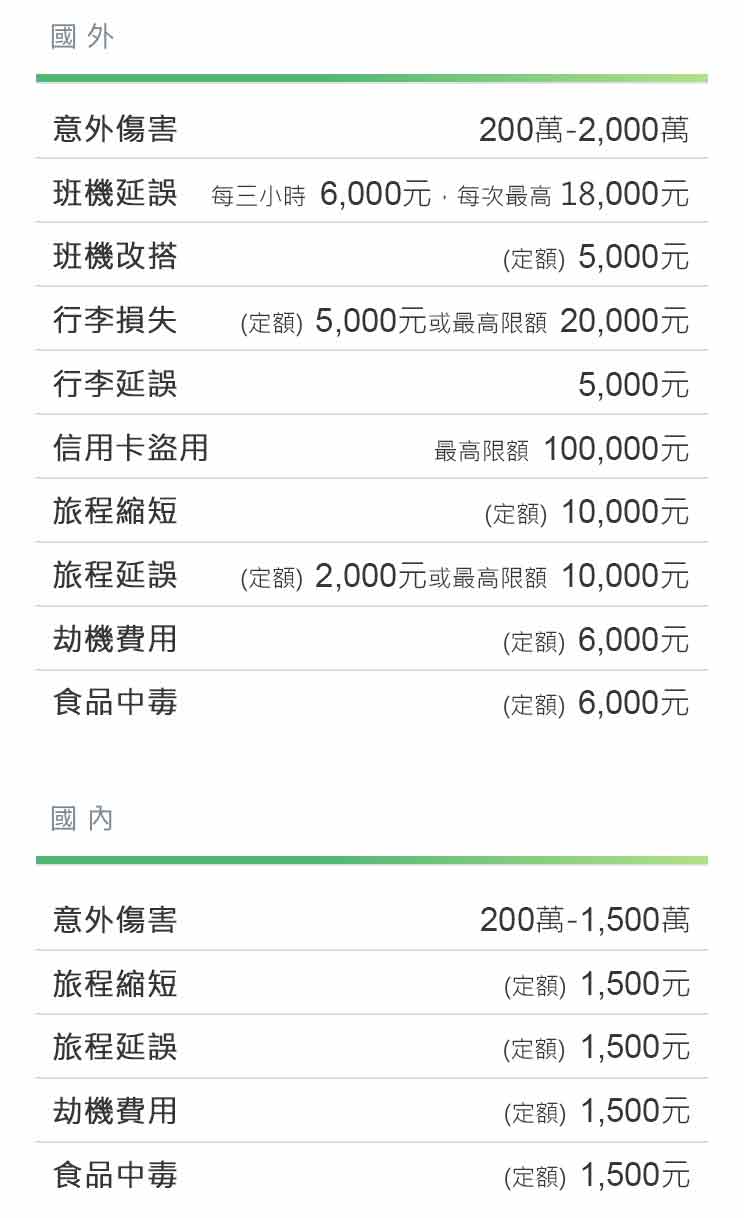 國外
意外傷害 200萬-2,000萬
班機延誤 每三小時 6,000元，每次最高 18,000元
班機改搭 (定額) 5,000元
行李損失 (定額) 5,000元或最高限額 20,000元
行李延誤 5,000元
信用卡盜用 最高限額 100,000元
旅程縮短 (定額) 10,000元
旅程延誤 (定額) 2,000元或最高限額 10,000元
劫機費用 (定額) 6,000元
食品中毒 (定額) 6,000元
國內
意外傷害 200萬-1,500萬
旅程縮短 (定額) 1,500元
旅程延誤 (定額) 1,500元
劫機費用 (定額) 1,500元
食品中毒 (定額) 1,500元